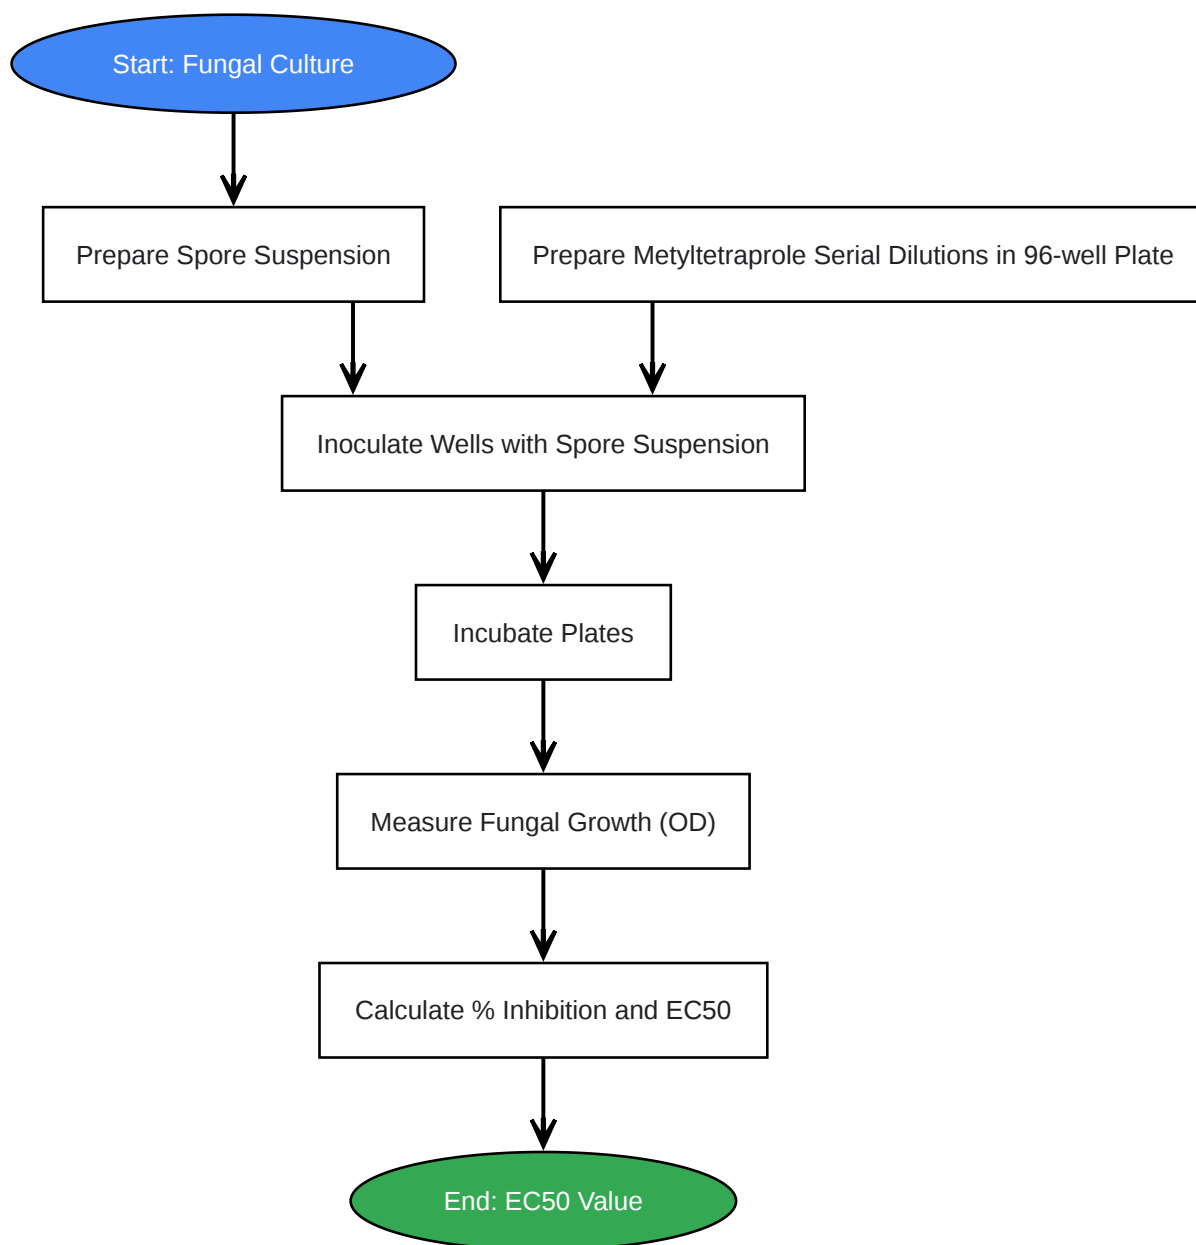 Start: Fungal Culture
Prepare Spore Suspension
Prepare Metyltetraprole Serial Dilutions in 96-well Plate
Inoculate Wells with Spore Suspension
Incubate Plates
Measure Fungal Growth (OD)
Calculate % Inhibition and EC50
End: EC50 Value